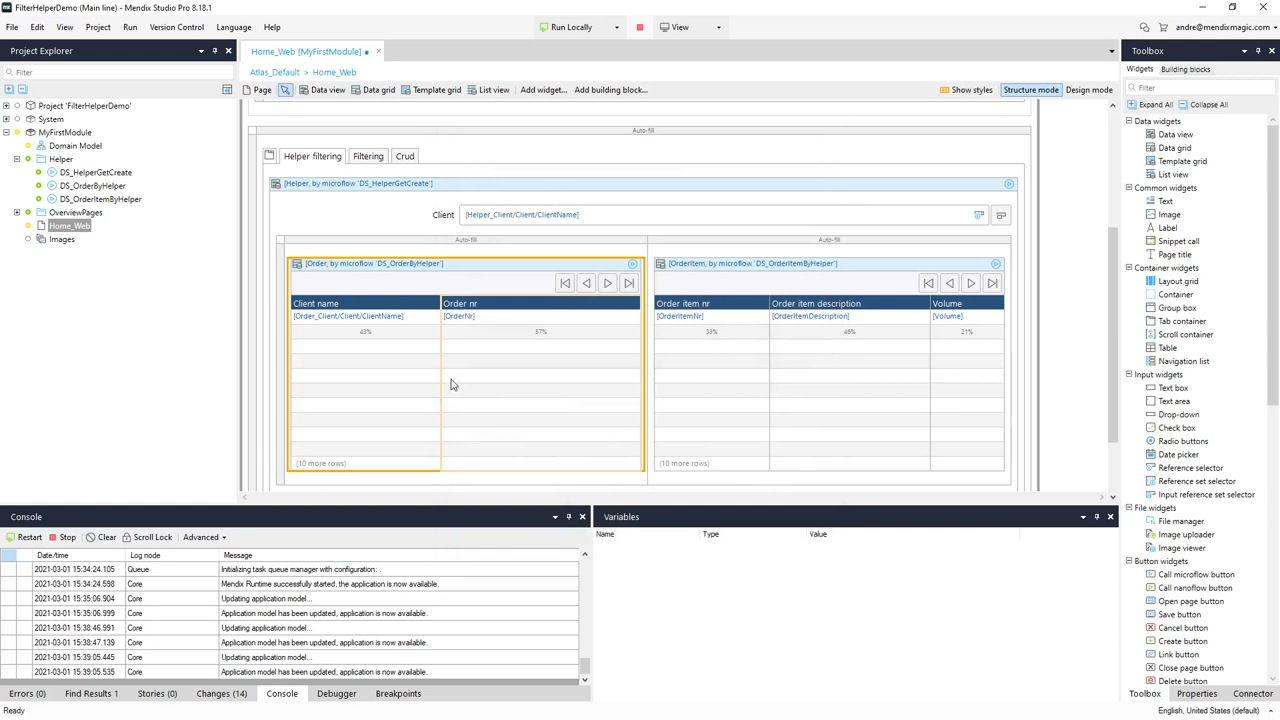 FilterHelperDemo (Main line) - Mendix Studio Pro 8.18.1
File Edit View Project Run Version Control Language Help
Run Locally View andre@mendixmagic.com
Project Explorer
Home_Web [MyFirstModule]
Toolbox
Filter
Atlas_Default > Home_Web
Widgets Building blocks
Page Data view Data grid Template grid List view Add widget... Add building block... Show styles Structure mode Design mode
Filter
Expand All Collapse All
Project 'FilterHelperDemo'
System
MyFirstModule
Domain Model
Helper
DS_HelperGetCreate
DS_OrderByHelper
DS_OrderItemByHelper
OverviewPages
Home_Web
Images
Auto-fill
Helper filtering Filtering Crud
[Helper, by microflow 'DS_HelperGetCreate']
Client [Helper_Client/Client/ClientName]
Auto-fill Auto-fill
[Order, by microflow 'DS_OrderByHelper']
Client name Order nr
[Order_Client/Client/ClientName] [OrderNr]
43% 57%
(10 more rows)
[OrderItem, by microflow 'DS_OrderItemByHelper']
Order item nr Order item description Volume
[OrderItemNr] [OrderItemDescription] [Volume]
33% 46% 21%
(10 more rows)
Data widgets
Data view
Data grid
Template grid
List view
Common widgets
Text
Image
Label
Snippet call
Page title
Container widgets
Layout grid
Container
Group box
Tab container
Scroll container
Table
Navigation list
Input widgets
Text box
Text area
Drop-down
Check box
Radio buttons
Date picker
Reference selector
Reference set selector
Input reference set selector
File widgets
File manager
Image uploader
Image viewer
Button widgets
Call microflow button
Call nanoflow button
Open page button
Save button
Cancel button
Create button
Link button
Close page button
Delete button
Console
Restart Stop Clear Scroll Lock Advanced
Date/time Log node Message
2021-03-01 15:34:24.105 Queue Initializing task queue manager with configuration: .
2021-03-01 15:34:24.598 Core Mendix Runtime successfully started, the application is now available.
2021-03-01 15:35:06.904 Core Updating application model...
2021-03-01 15:35:06.999 Core Application model has been updated, application is now available.
2021-03-01 15:38:46.991 Core Updating application model...
2021-03-01 15:38:47.139 Core Application model has been updated, application is now available.
2021-03-01 15:39:05.445 Core Updating application model...
2021-03-01 15:39:05.535 Core Application model has been updated, application is now available.
Variables
Name Type Value
Errors (0) Find Results 1 Stories (0) Changes (14) Console Debugger Breakpoints
Toolbox Properties Connector
Ready
English, United States (default)